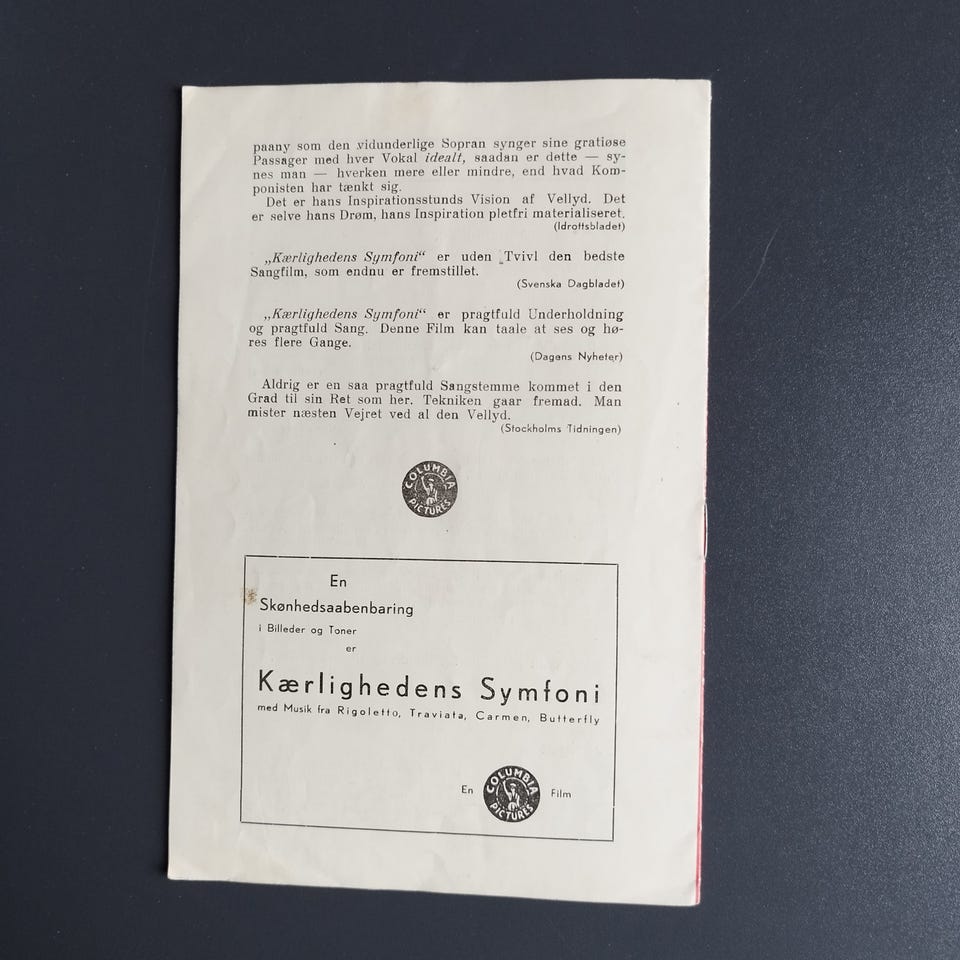 paany som den vidunderlige Sopran synger sine gratiøse
Passager med hver Vokal idealt, saadan er dette — sy-
nes man — hverken mere eller mindre, end hvad Kom-
ponisten har tænkt sig.
Det er hans Inspirationsstunds Vision af Vellyd. Det
er selve hans Drøm, hans Inspiration pletfri materialiseret.
(Idrottsbladet)
„Kærlighedens Symfoni“ er uden Tvivl den bedste
Sangfilm, som endnu er fremstillet.
(Svenska Dagbladet)
„Kærlighedens Symfoni“ er pragtfuld Underholdning
og pragtfuld Sang. Denne Film kan taale at ses og hø-
res flere Gange.
(Dagens Nyheter)
Aldrig er en saa pragtfuld Sangstemme kommet i den
Grad til sin Ret som her. Tekniken gaar fremad. Man
mister næsten Vejret ved al den Vellyd.
(Stockholms Tidningen)
COLUMBIA
PICTURES
En
Skønhedsaabenbaring
i Billeder og Toner
er
Kærlighedens Symfoni
med Musik fra Rigoletto, Traviata, Carmen, Butterfly
En COLUMBIA PICTURES Film